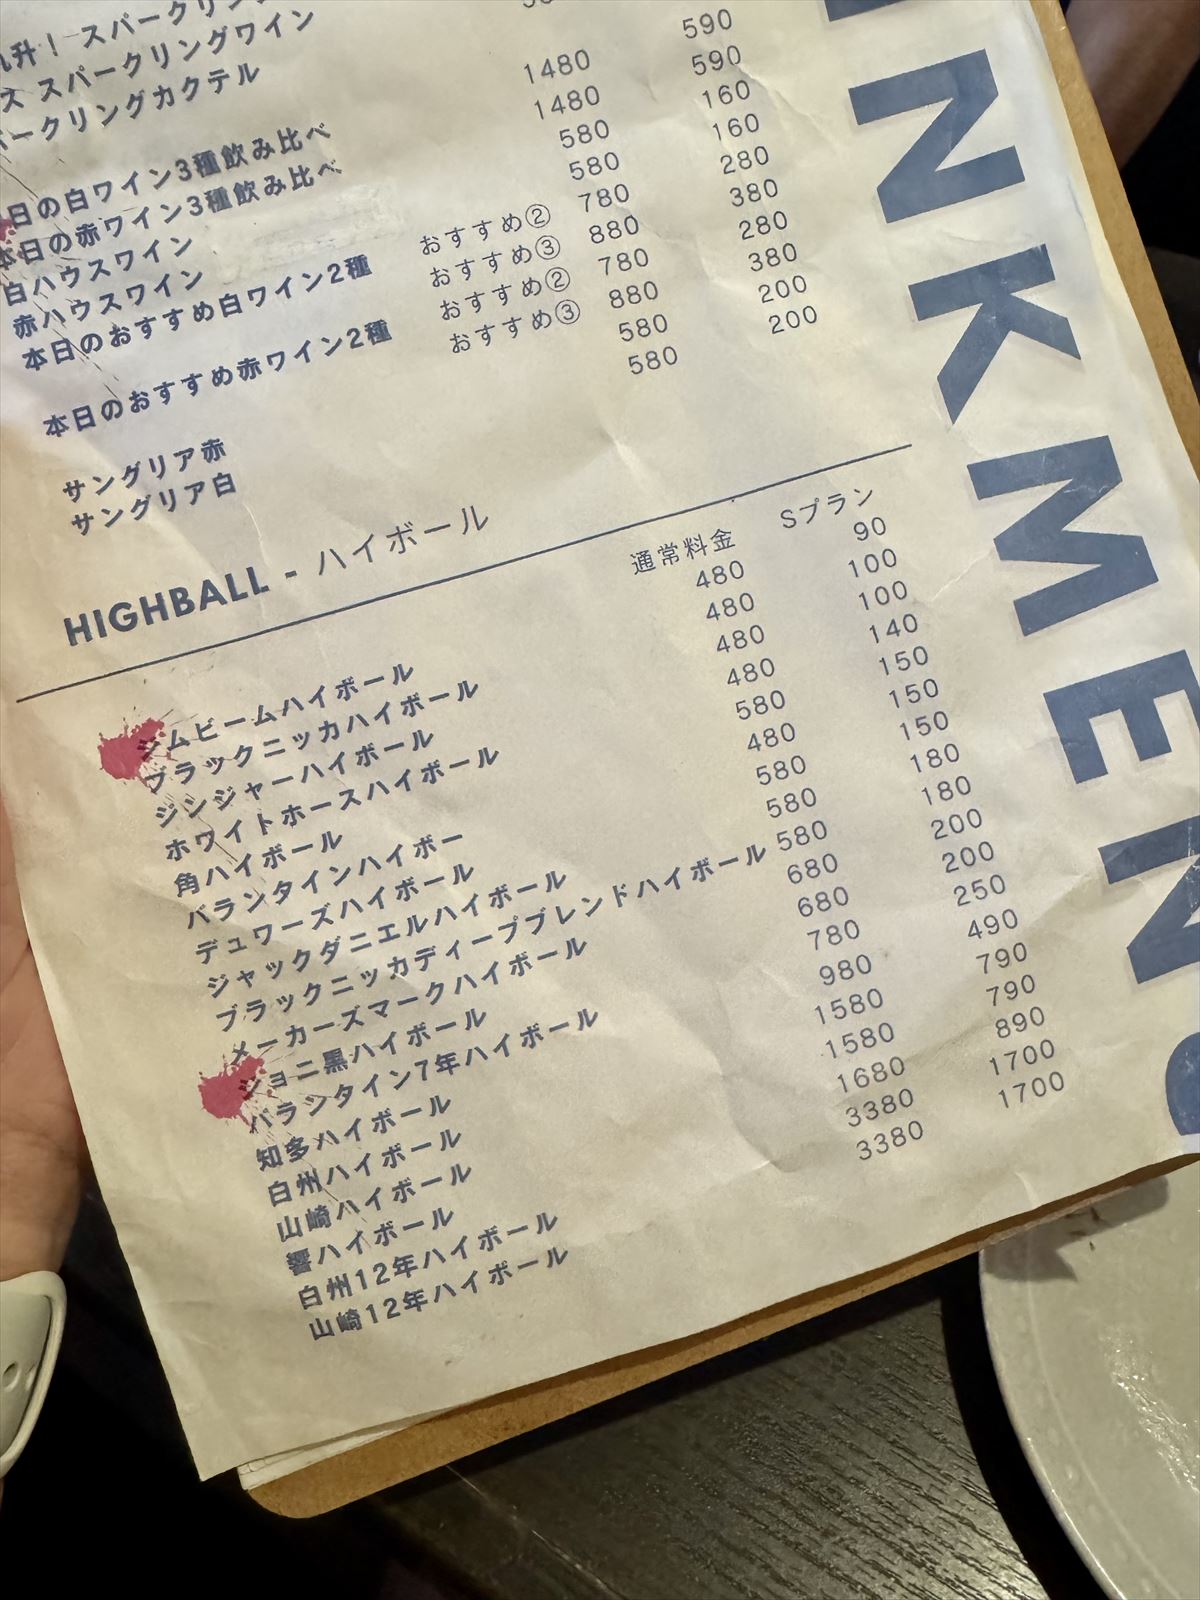 升！スパークリン
ス スパークリングワイン
ークリングカクテル
日の白ワイン3種飲み比べ 1480 590
本日の赤ワイン3種飲み比べ 1480 590
白ハウスワイン 580 160
赤ハウスワイン 580 160
本日のおすすめ白ワイン2種 おすすめ② 780 280
おすすめ③ 880 380
本日のおすすめ赤ワイン2種 おすすめ② 780 280
おすすめ③ 880 380
サングリア赤 580 200
サングリア白 580 200
HIGHBALL - ハイボール
通常料金 Sプラン
ジムビームハイボール 480 90
ブラックニッカハイボール 480 100
ジンジャーハイボール 480 100
ホワイトホースハイボール 480 140
角ハイボール 580 150
バランタインハイボー 480 150
デュワーズハイボール 580 150
ジャックダニエルハイボール 580 180
ブラックニッカディープブレンドハイボール 580 180
メーカーズマークハイボール 680 200
ジョニ黒ハイボール 680 200
バランタイン7年ハイボール 780 250
知多ハイボール 980 490
白州ハイボール 1580 790
山崎ハイボール 1580 790
響ハイボール 1680 890
白州12年ハイボール 3380 1700
山崎12年ハイボール 3380 1700
NKMEN